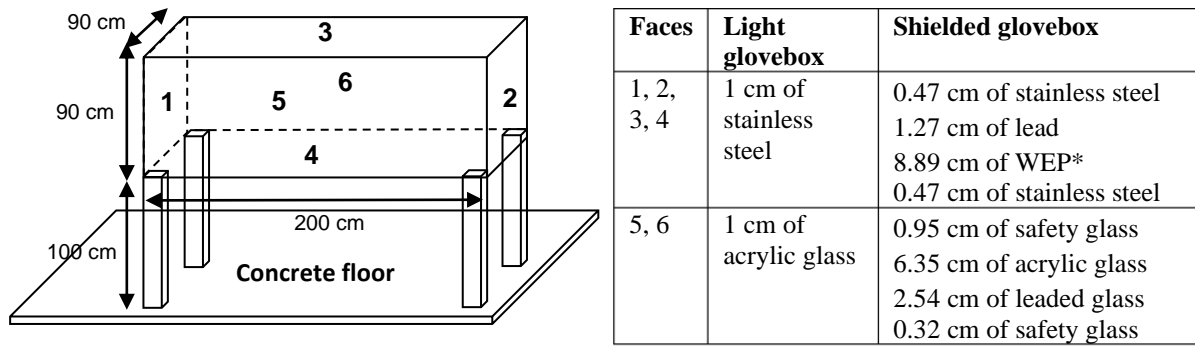 90 cm
3
6
90 cm
1
5
2
4
200 cm
100 cm
Concrete floor
Faces
Light
glovebox
Shielded glovebox
1, 2,
3, 4
1 cm of
stainless
steel
0.47 cm of stainless steel
1.27 cm of lead
8.89 cm of WEP*
0.47 cm of stainless steel
5, 6
1 cm of
acrylic glass
0.95 cm of safety glass
6.35 cm of acrylic glass
2.54 cm of leaded glass
0.32 cm of safety glass